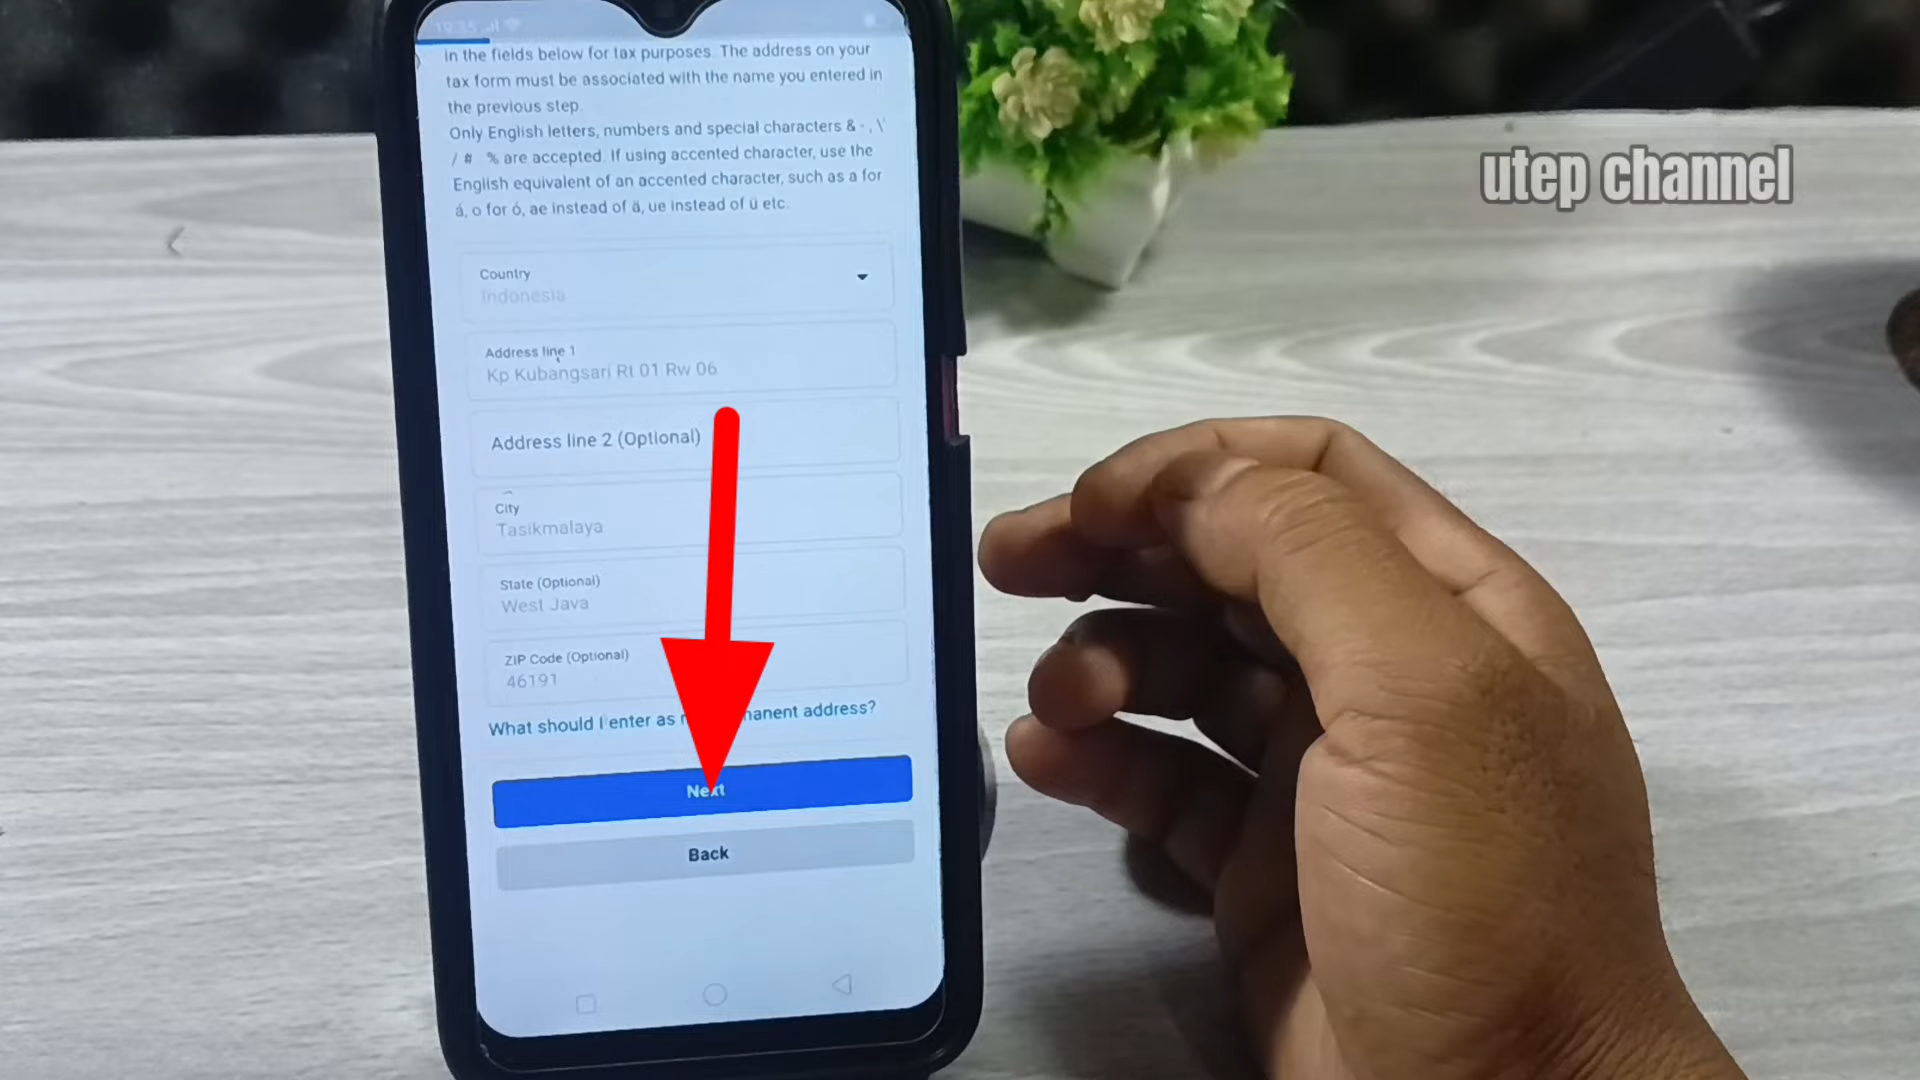 19:35
in the fields below for tax purposes. The address on your
tax form must be associated with the name you entered in
the previous step.
Only English letters, numbers and special characters & - , \'
/ # % are accepted. If using accented character, use the
English equivalent of an accented character, such as a for
á, o for ó, ae instead of ä, ue instead of ü etc.
utep channel
Country
Indonesia
Address line 1
Kp Kubangsari Rt 01 Rw 06
Address line 2 (Optional)
City
Tasikmalaya
State (Optional)
West Java
ZIP Code (Optional)
46191
What should I enter as manent address?
Next
Back